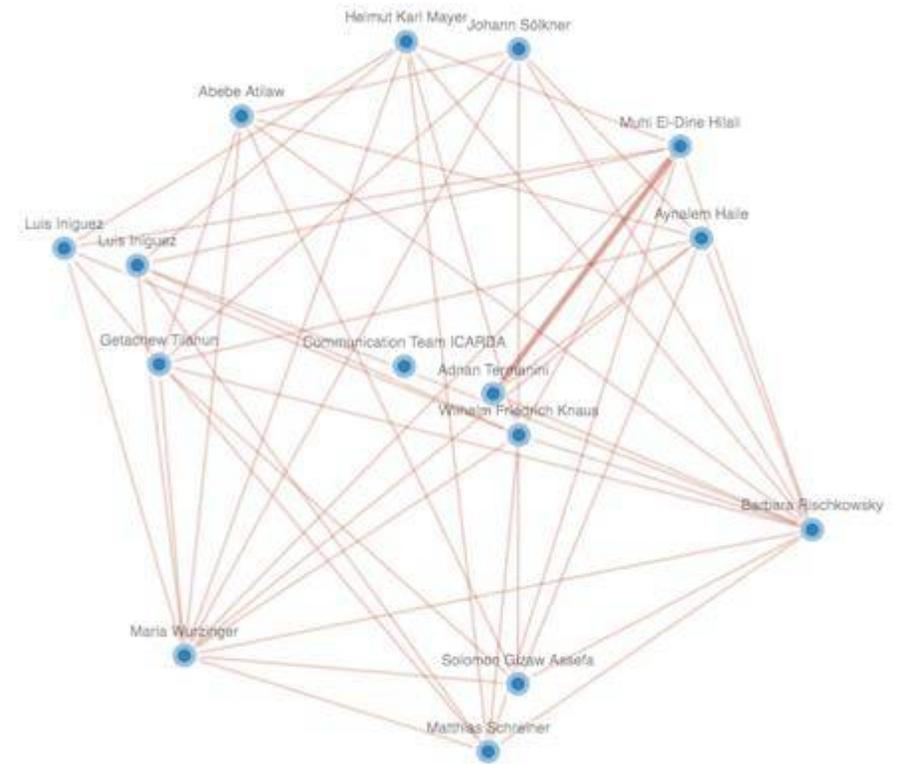 Helmut Karl Mayer
Johann Sölkner
Abebe Atilaw
Muhi El-Dine Hilali
Aynalem Haile
Luis Iniguez
Luis Iniguez
Getachew Tilahun
Communication Team ICARDA
Adnan Termanini
Wilhelm Friedrich Knaus
Barbara Rischkowsky
Maria Wurzinger
Solomon Gizaw Assefa
Matthias Schreiner